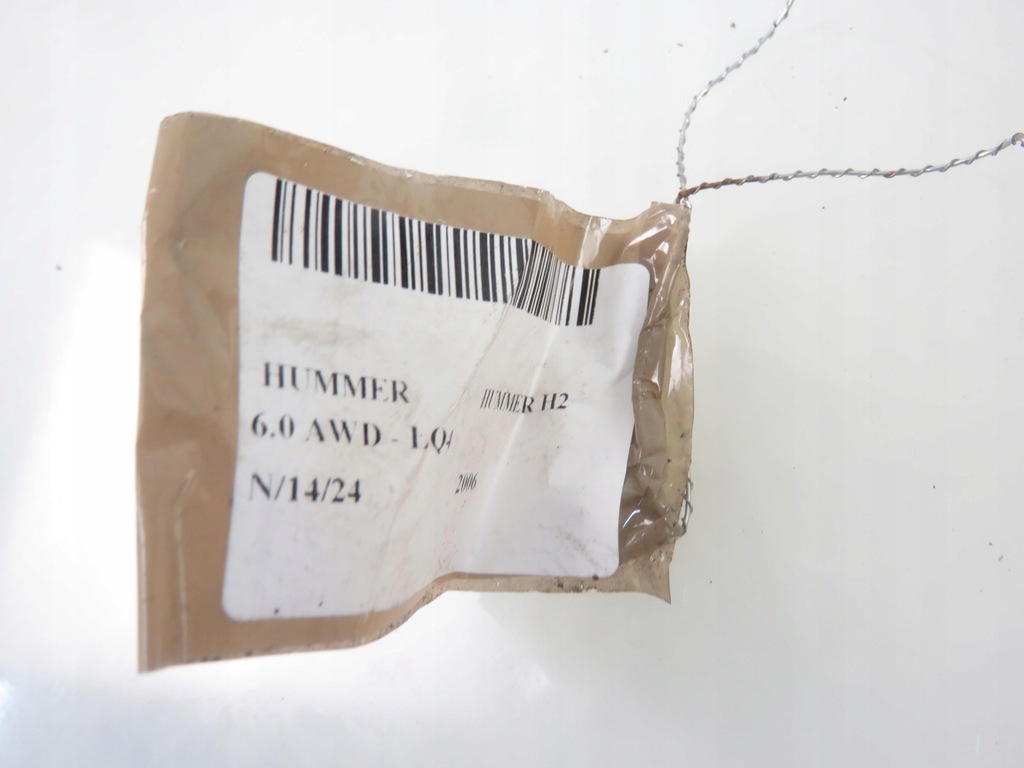 HUMMER HUMMER H2
6.0 AWD - LQ4
N/14/24 2006